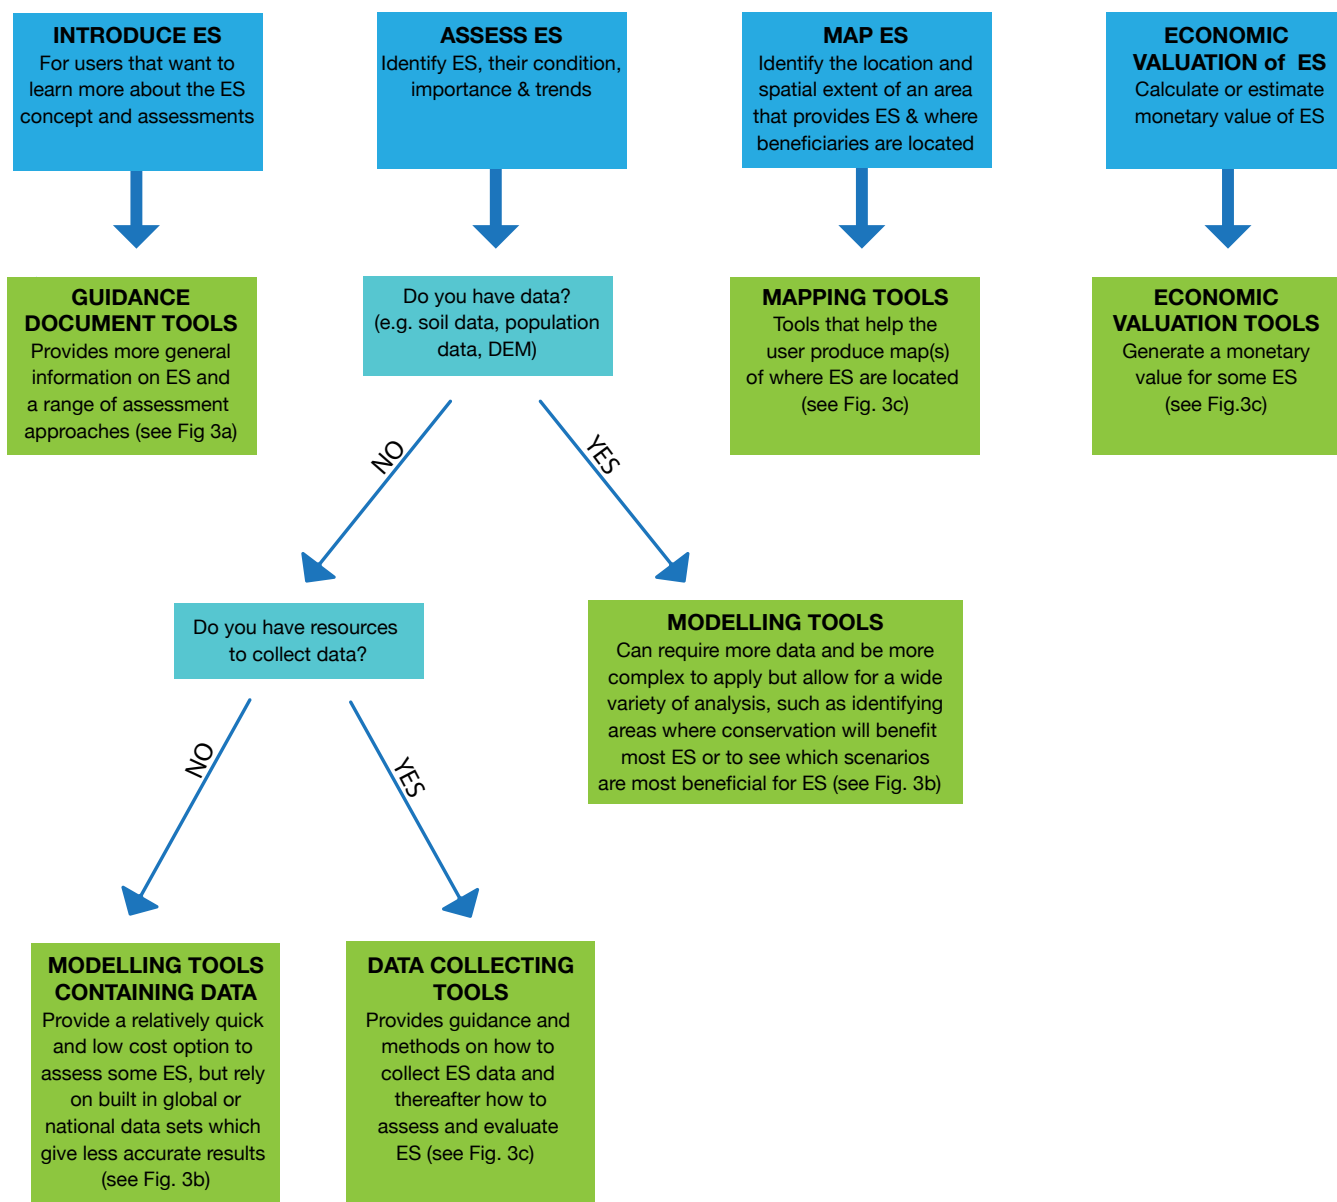 INTRODUCE ES
For users that want to
learn more about the ES
concept and assessments
ASSESS ES
Identify ES, their condition,
importance & trends
MAP ES
Identify the location and
spatial extent of an area
that provides ES & where
beneficiaries are located
ECONOMIC
VALUATION of ES
Calculate or estimate
monetary value of ES
GUIDANCE
DOCUMENT TOOLS
Provides more general
information on ES and
a range of assessment
approaches (see Fig 3a)
Do you have data?
(e.g. soil data, population
data, DEM)
MAPPING TOOLS
Tools that help the
user produce map(s)
of where ES are located
(see Fig. 3c)
ECONOMIC
VALUATION TOOLS
Generate a monetary
value for some ES
(see Fig.3c)
NO
YES
Do you have resources
to collect data?
MODELLING TOOLS
Can require more data and be more
complex to apply but allow for a wide
variety of analysis, such as identifying
areas where conservation will benefit
most ES or to see which scenarios
are most beneficial for ES (see Fig. 3b)
NO
YES
MODELLING TOOLS
CONTAINING DATA
Provide a relatively quick
and low cost option to
assess some ES, but rely
on built in global or
national data sets which
give less accurate results
(see Fig. 3b)
DATA COLLECTING
TOOLS
Provides guidance and
methods on how to
collect ES data and
thereafter how to
assess and evaluate
ES (see Fig. 3c)